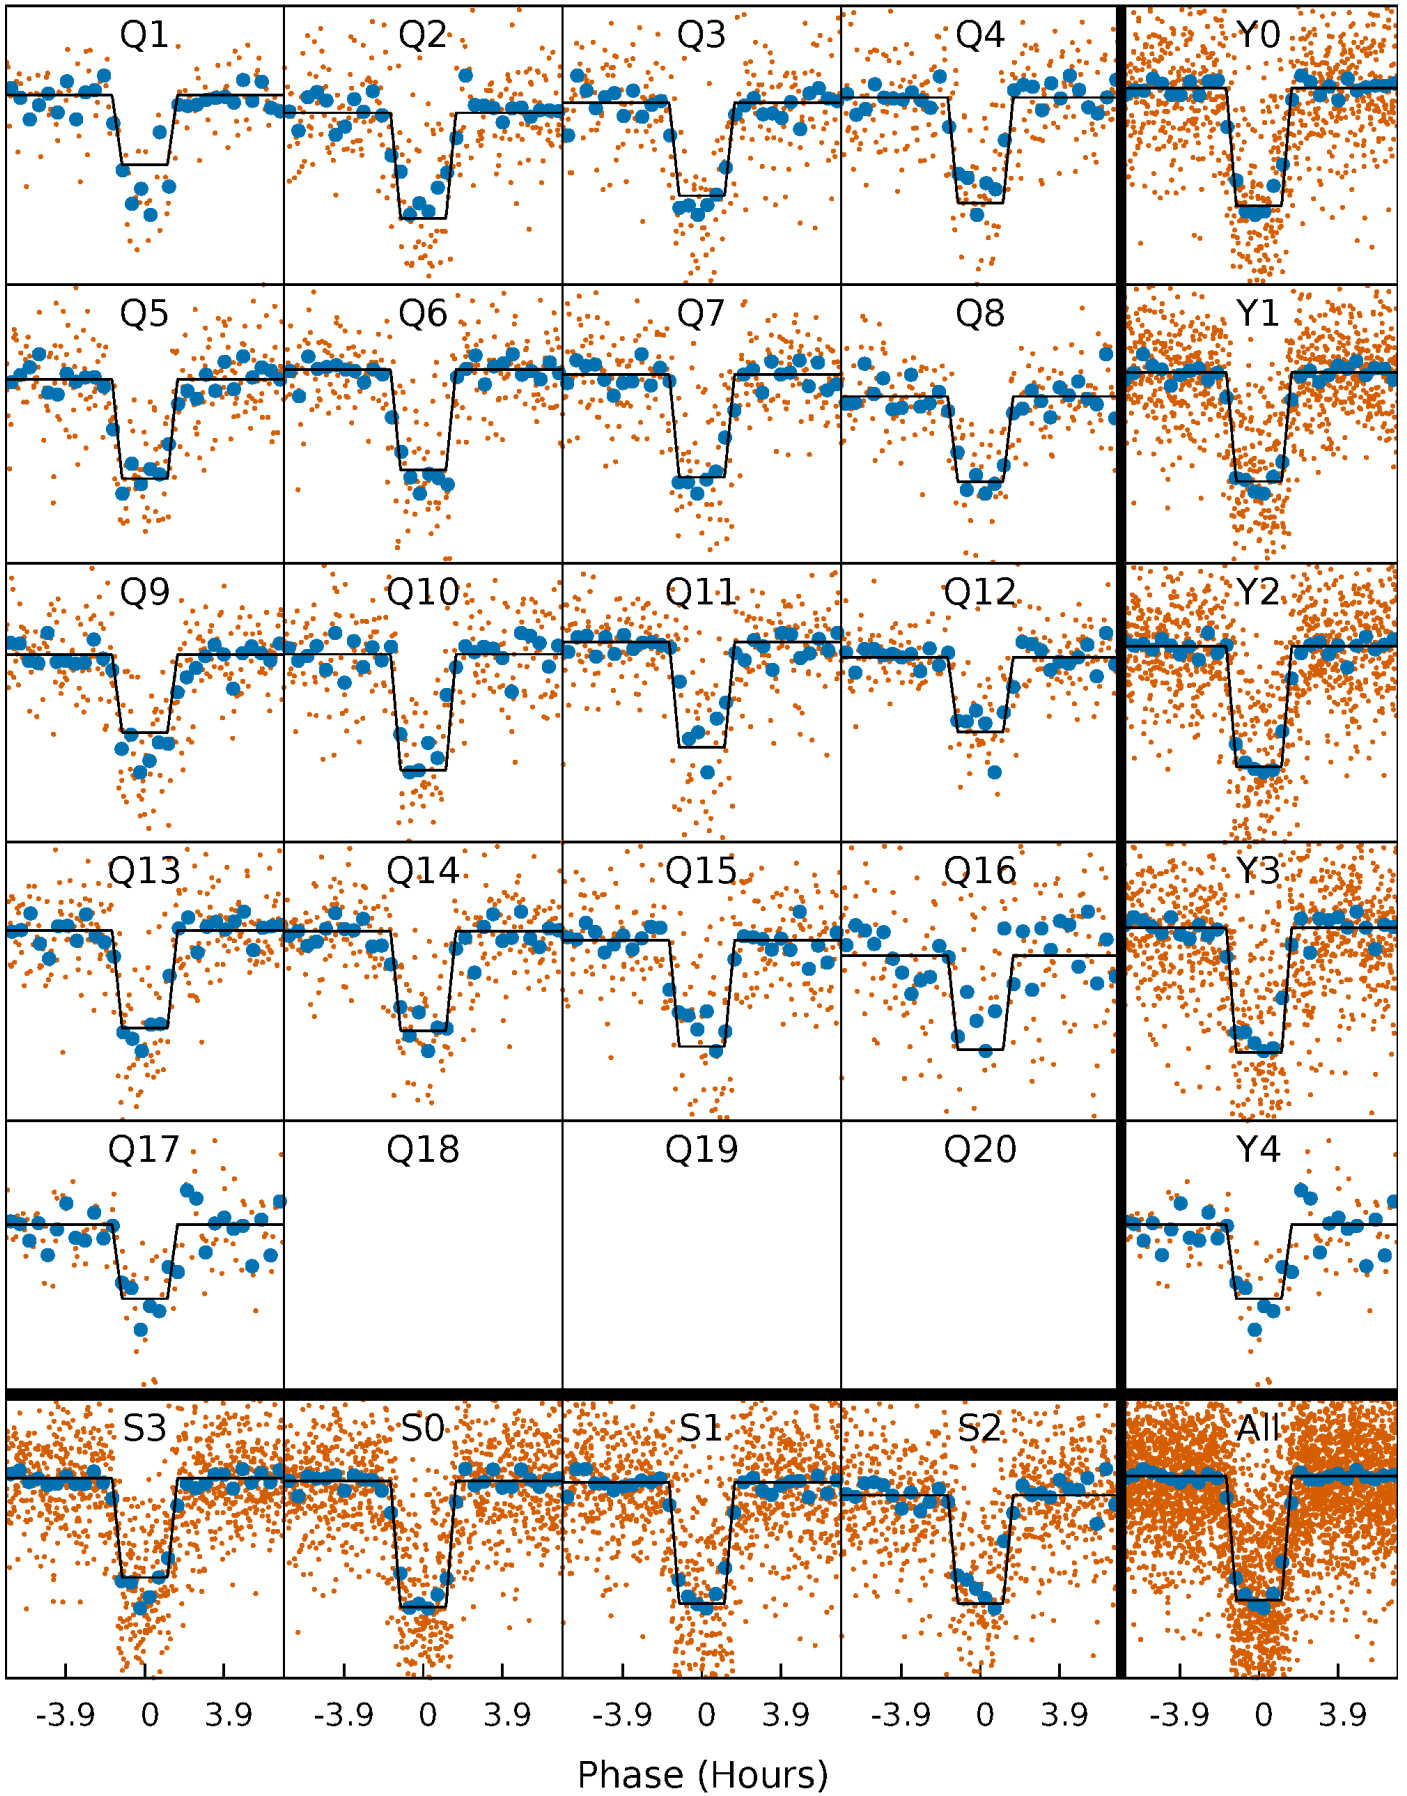 Q1 Q2 Q3 Q4 Y0
Q5 Q6 Q7 Q8 Y1
Q9 Q10 Q11 Q12 Y2
Q13 Q14 Q15 Q16 Y3
Q17 Q18 Q19 Q20 Y4
S3 S0 S1 S2 All
-3.9 0 3.9 -3.9 0 3.9 -3.9 0 3.9 -3.9 0 3.9 -3.9 0 3.9
Phase (Hours)